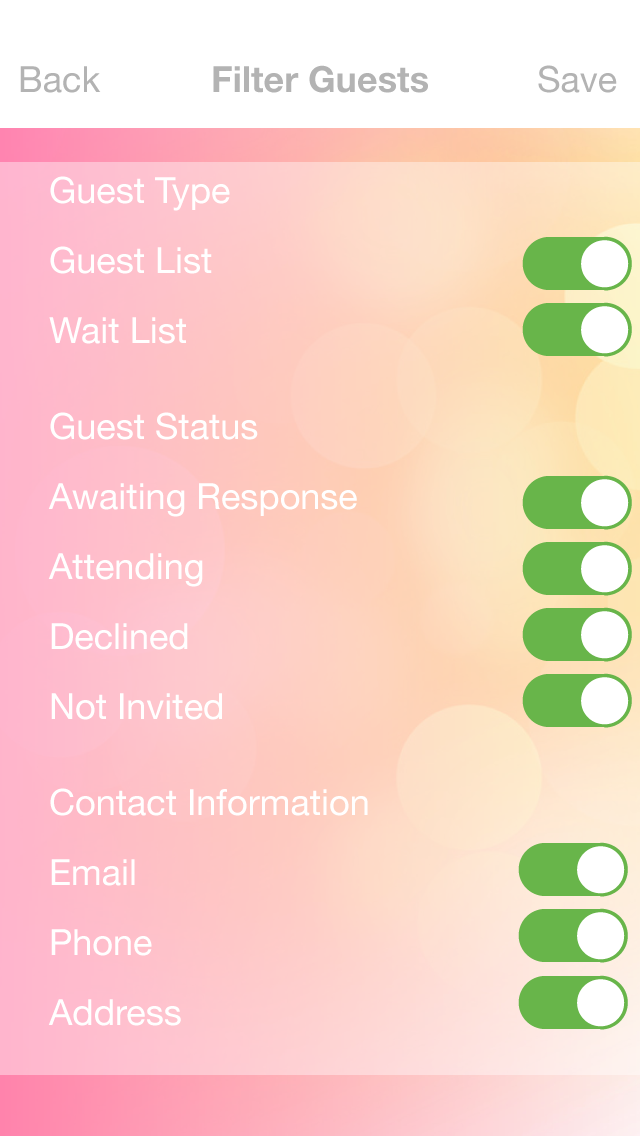 Back Filter Guests Save
Guest Type
Guest List
Wait List
Guest Status
Awaiting Response
Attending
Declined
Not Invited
Contact Information
Email
Phone
Address